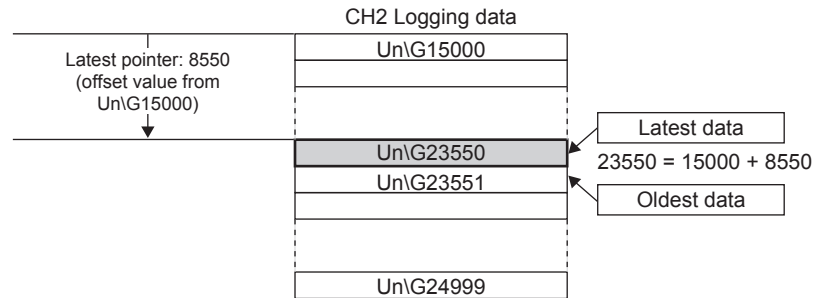 CH2 Logging data
Un\G15000
Latest pointer: 8550
(offset value from
Un\G15000)
Latest data
Un\G23550
23550 = 15000 + 8550
Un\G23551
Oldest data
Un\G24999